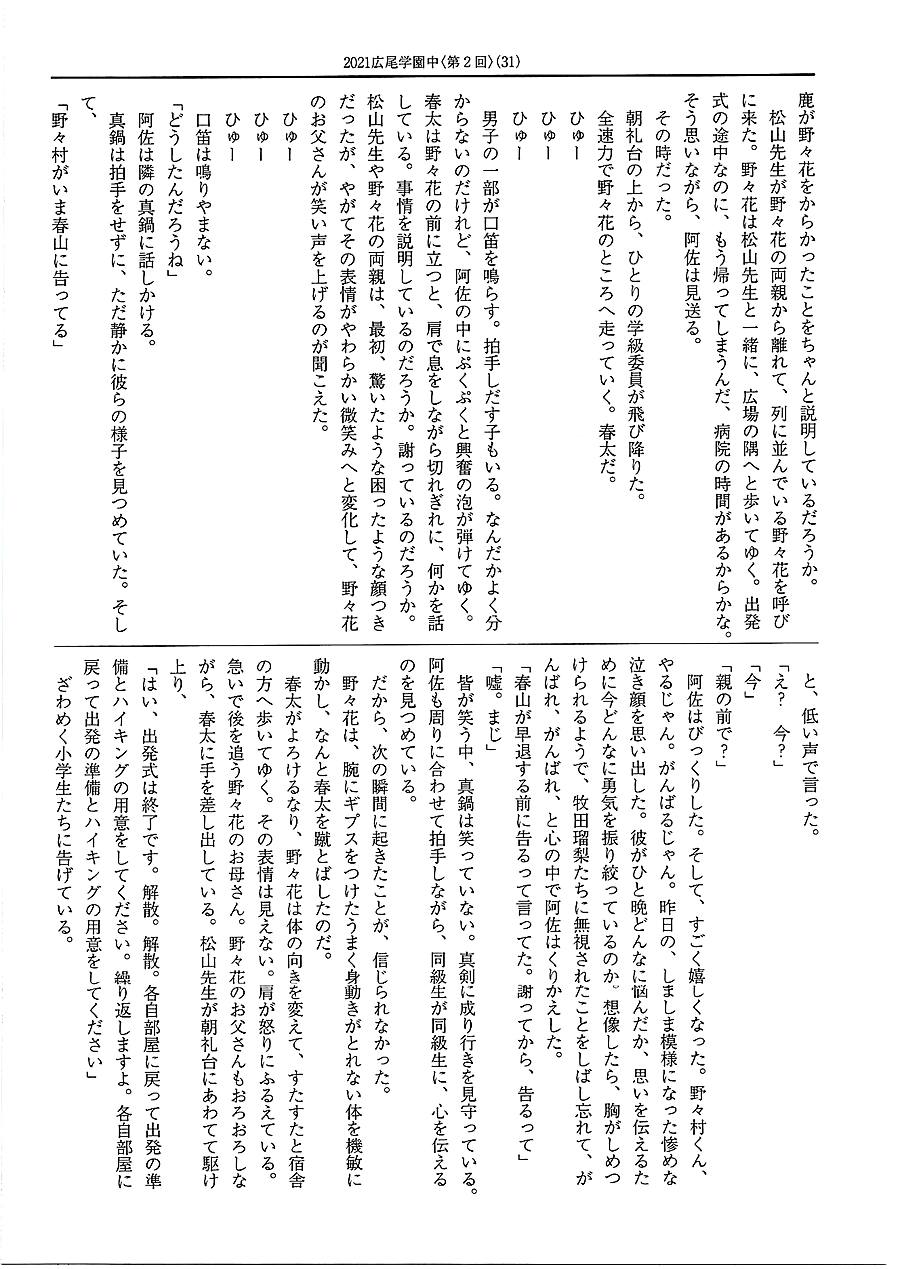 2021広尾学園中〈第2回〉(31)
鹿が野々花をからかったことをちゃんと説明しているだろうか。
松山先生が野々花の両親から離れて、列に並んでいる野々花を呼び
に来た。野々花は松山先生と一緒に、広場の隅へと歩いてゆく。出発
式の途中なのに、もう帰ってしまうんだ、病院の時間があるからかな。
そう思いながら、阿佐は見送る。
その時だった。
朝礼台の上から、ひとりの学級委員が飛び降りた。
全速力で野々花のところへ走っていく。春太だ。
ひゅー
ひゅー
ひゅー
男子の一部が口笛を鳴らす。拍手しだす子もいる。なんだかよく分
からないのだけれど、阿佐の中にぷくぷくと興奮の泡が弾けてゆく。
春太は野々花の前に立つと、肩で息をしながら切れぎれに、何かを話
している。事情を説明しているのだろうか。謝っているのだろうか。
松山先生や野々花の両親は、最初、驚いたような困ったような顔つき
だったが、やがてその表情がやわらかい微笑みへと変化して、野々花
のお父さんが笑い声を上げるのが聞こえた。
ひゅー
ひゅー
ひゅー
口笛は鳴りやまない。
「どうしたんだろうね」
阿佐は隣の真鍋に話しかける。
真鍋は拍手をせずに、ただ静かに彼らの様子を見つめていた。そし
て、
「野々村がいま春山に告ってる」
と、低い声で言った。
「え？　今？」
「今」
「親の前で？」
阿佐はびっくりした。そして、すごく嬉しくなった。野々村くん、
やるじゃん。がんばるじゃん。昨日の、しましま模様になった惨めな
泣き顔を思い出した。彼がひと晩どんなに悩んだか、思いを伝えるた
めに今どんなに勇気を振り絞っているのか。想像したら、胸がしめつ
けられるようで、牧田瑠梨たちに無視されたことをしばし忘れて、が
んばれ、がんばれ、と心の中で阿佐はくりかえした。
「春山が早退する前に告るって言ってた。謝ってから、告るって」
「嘘。まじ」
皆が笑う中、真鍋は笑っていない。真剣に成り行きを見守っている。
阿佐も周りに合わせて拍手しながら、同級生が同級生に、心を伝える
のを見つめている。
だから、次の瞬間に起きたことが、信じられなかった。
野々花は、腕にギプスをつけたうまく身動きがとれない体を機敏に
動かし、なんと春太を蹴とばしたのだ。
春太がよろけるなり、野々花は体の向きを変えて、すたすたと宿舎
の方へ歩いてゆく。その表情は見えない。肩が怒りにふるえている。
急いで後を追う野々花のお母さん。野々花のお父さんもおろおろしな
がら、春太に手を差し出している。松山先生が朝礼台にあわてて駆け
上り、
「はい、出発式は終了です。解散。解散。各自部屋に戻って出発の準
備とハイキングの用意をしてください。繰り返しますよ。各自部屋に
戻って出発の準備とハイキングの用意をしてください」
ざわめく小学生たちに告げている。